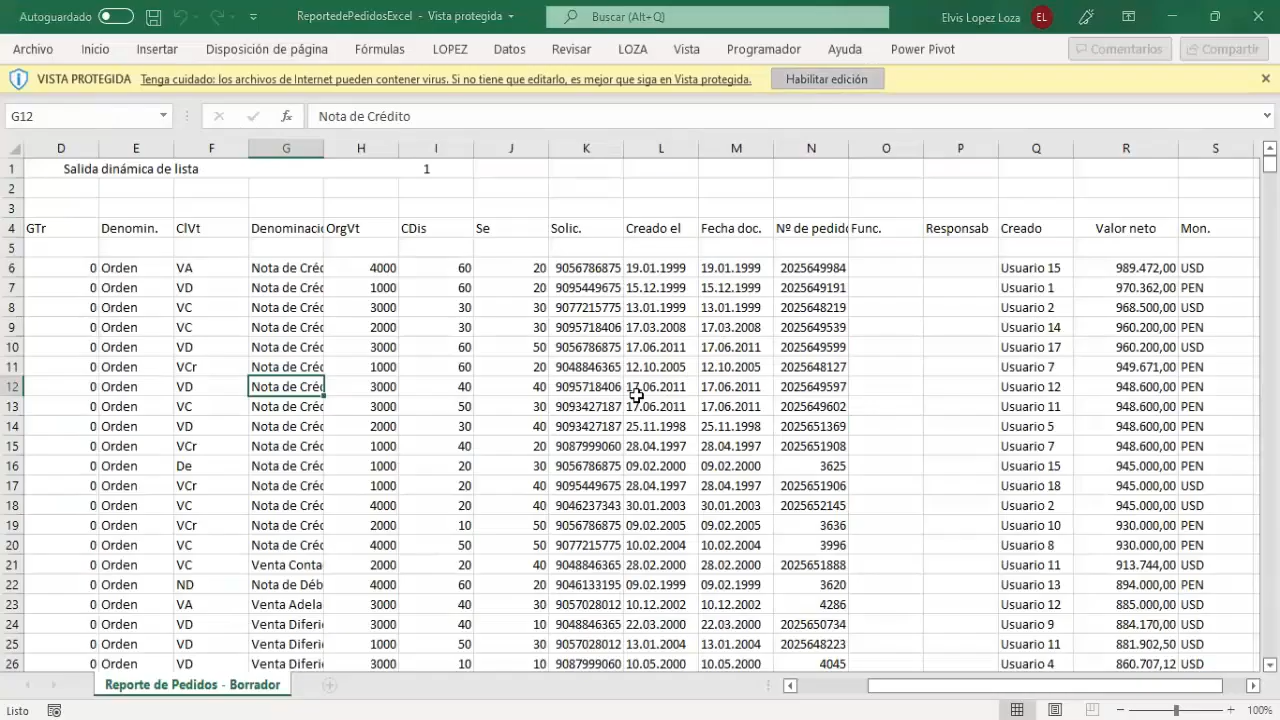 Autoguardado ReportedePedidosExcel - Vista protegida Buscar (Alt+Q) Elvis Lopez Loza EL
Archivo Inicio Insertar Disposición de página Fórmulas LOPEZ Datos Revisar LOZA Vista Programador Ayuda Power Pivot Comentarios Compartir
VISTA PROTEGIDA Tenga cuidado: los archivos de Internet pueden contener virus. Si no tiene que editarlo, es mejor que siga en Vista protegida. Habilitar edición
G12 fx Nota de Crédito
D E F G H I J K L M N O P Q R S
1 Salida dinámica de lista 1
2
3
4 GTr Denomin. ClVt Denominació OrgVt CDis Se Solic. Creado el Fecha doc. Nº de pedido Func. Responsab Creado Valor neto Mon.
5
6 0 Orden VA Nota de Créd 4000 60 20 9056786875 19.01.1999 19.01.1999 2025649984 Usuario 15 989.472,00 USD
7 0 Orden VD Nota de Créd 1000 60 20 9095449675 15.12.1999 15.12.1999 2025649191 Usuario 1 970.362,00 PEN
8 0 Orden VC Nota de Créd 3000 30 30 9077215775 13.01.1999 13.01.1999 2025648219 Usuario 2 968.500,00 USD
9 0 Orden VC Nota de Créd 2000 30 30 9095718406 17.03.2008 17.03.2008 2025649539 Usuario 14 960.200,00 PEN
10 0 Orden VD Nota de Créd 3000 60 50 9056786875 17.06.2011 17.06.2011 2025649599 Usuario 17 960.200,00 USD
11 0 Orden VCr Nota de Créd 1000 60 20 9048846365 12.10.2005 12.10.2005 2025648127 Usuario 7 949.671,00 PEN
12 0 Orden VD Nota de Créd 3000 40 40 9095718406 17.06.2011 17.06.2011 2025649597 Usuario 12 948.600,00 USD
13 0 Orden VC Nota de Créd 3000 50 30 9093427187 17.06.2011 17.06.2011 2025649602 Usuario 11 948.600,00 USD
14 0 Orden VD Nota de Créd 2000 30 40 9093427187 25.11.1998 25.11.1998 2025651369 Usuario 5 948.600,00 PEN
15 0 Orden VCr Nota de Créd 1000 40 20 9087999060 28.04.1997 28.04.1997 2025651908 Usuario 7 948.600,00 PEN
16 0 Orden De Nota de Créd 1000 20 30 9056786875 09.02.2000 09.02.2000 3625 Usuario 15 945.000,00 PEN
17 0 Orden VCr Nota de Créd 1000 20 30 9095449675 28.04.1997 28.04.1997 2025651906 Usuario 18 945.000,00 USD
18 0 Orden VC Nota de Créd 4000 20 40 9046237343 30.01.2003 30.01.2003 2025652145 Usuario 2 945.000,00 USD
19 0 Orden VCr Nota de Créd 2000 10 50 9056786875 09.02.2005 09.02.2005 3636 Usuario 10 930.000,00 PEN
20 0 Orden VC Nota de Créd 4000 50 50 9077215775 10.02.2004 10.02.2004 3996 Usuario 8 930.000,00 PEN
21 0 Orden VC Venta Conta 2000 20 40 9048846365 28.02.2000 28.02.2000 2025651888 Usuario 11 913.744,00 USD
22 0 Orden ND Nota de Déb 4000 60 20 9046133195 09.02.1999 09.02.1999 3620 Usuario 13 894.000,00 PEN
23 0 Orden VA Venta Adela 3000 40 30 9057028012 10.12.2002 10.12.2002 4286 Usuario 12 885.000,00 USD
24 0 Orden VD Venta Diferi 3000 40 10 9048846365 22.03.2000 22.03.2000 2025650734 Usuario 9 884.170,00 USD
25 0 Orden VD Venta Diferi 1000 50 30 9057028012 13.01.2004 13.01.2004 2025648223 Usuario 11 881.902,50 USD
26 0 Orden VD Venta Diferi 3000 10 10 9087999060 10.05.2000 10.05.2000 4045 Usuario 4 860.707,12 USD
Reporte de Pedidos - Borrador
Listo 100%